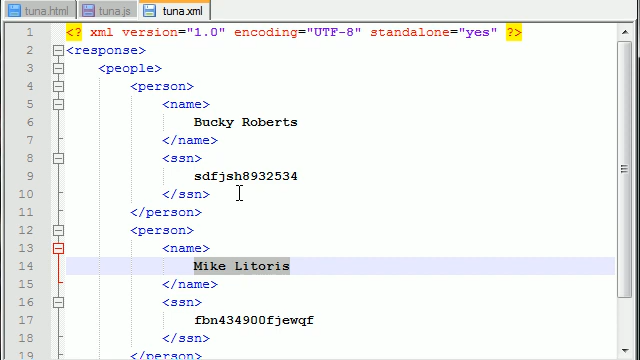 tuna.html tuna.js tuna.xml
1 <? xml version="1.0" encoding="UTF-8" standalone="yes" ?>
2 <response>
3 <people>
4 <person>
5 <name>
6 Bucky Roberts
7 </name>
8 <ssn>
9 sdfjsh8932534
10 </ssn>
11 </person>
12 <person>
13 <name>
14 Mike Litoris
15 </name>
16 <ssn>
17 fbn434900fjewqf
18 </ssn>
19 </person>